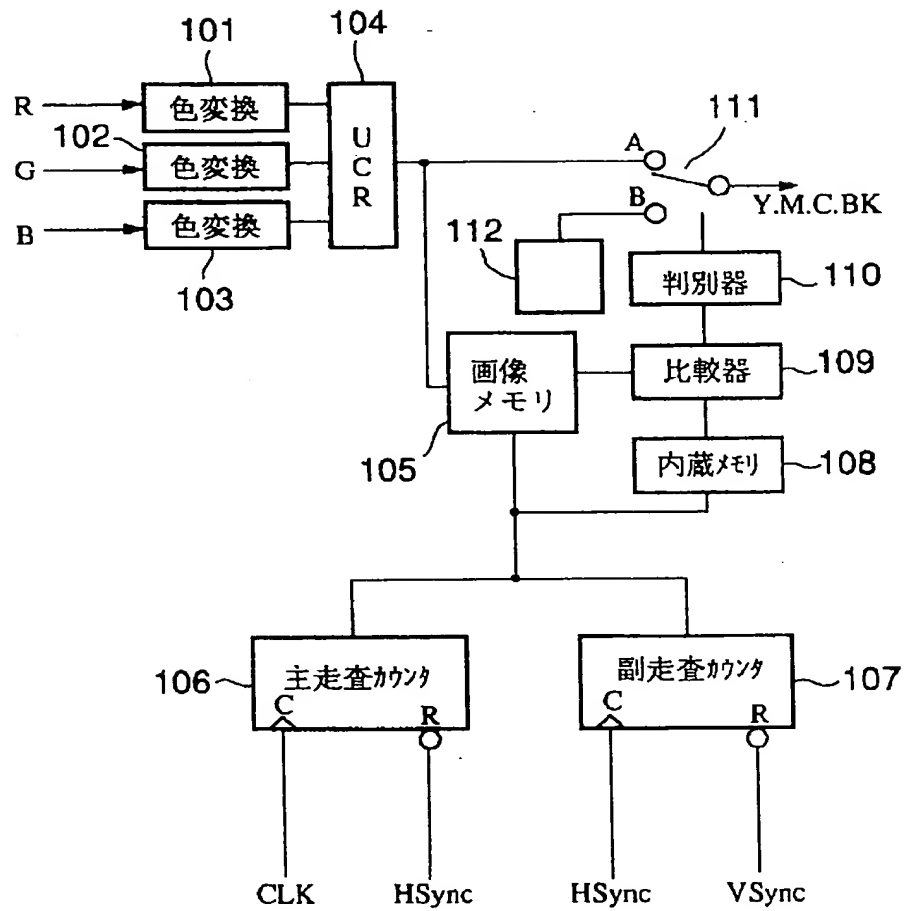 101
104
R
色変換
102
G
色変換
B
色変換
103
UCR
A
111
B
Y.M.C.BK
112
判別器
110
画像
メモリ
105
比較器
109
内蔵メモリ
108
106
主走査カウンタ
C
R
副走査カウンタ
107
C
R
CLK
HSync
HSync
VSync